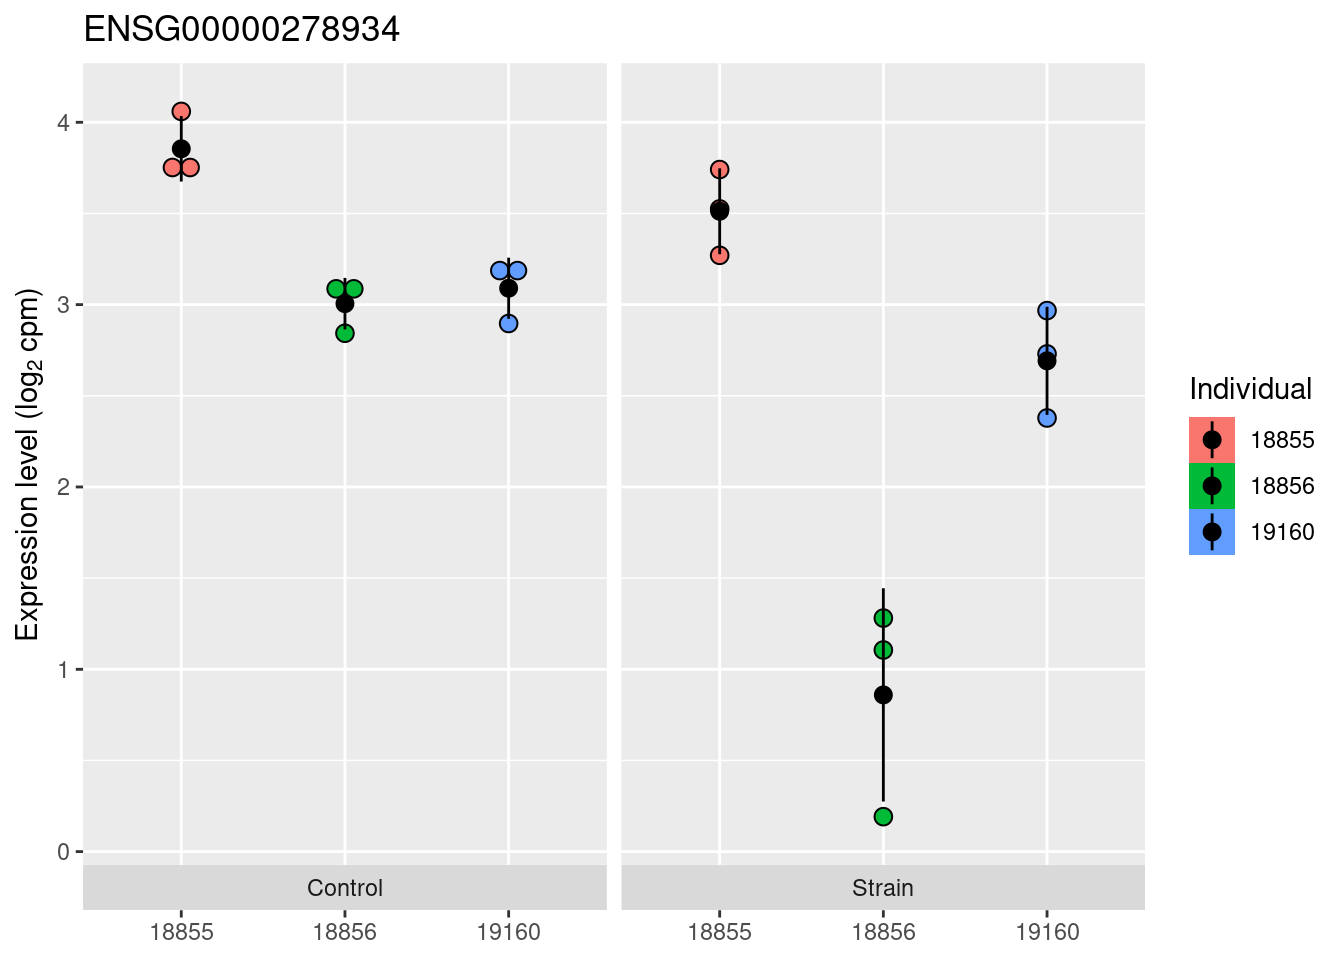 ENSG00000278934
Expression level (log2 cpm)
4
3
2
1
0
Control
Strain
18855
18856
19160
18855
18856
19160
Individual
18855
18856
19160